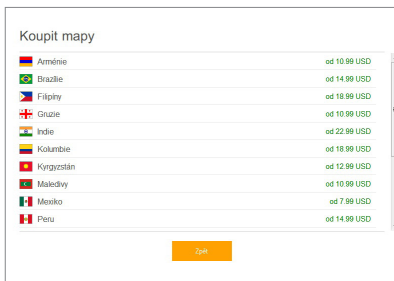 Koupit mapy
Arménie od 10.99 USD
Brazílie od 14.99 USD
Filipíny od 18.99 USD
Gruzie od 10.99 USD
Indie od 22.99 USD
Kolumbie od 18.99 USD
Kyrgyzstán od 12.99 USD
Maledivy od 10.99 USD
Mexiko od 7.99 USD
Peru od 14.99 USD
Zpět